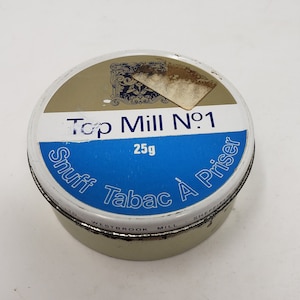 Top Mill Nº1
25g
Snuff Tabac À Priser